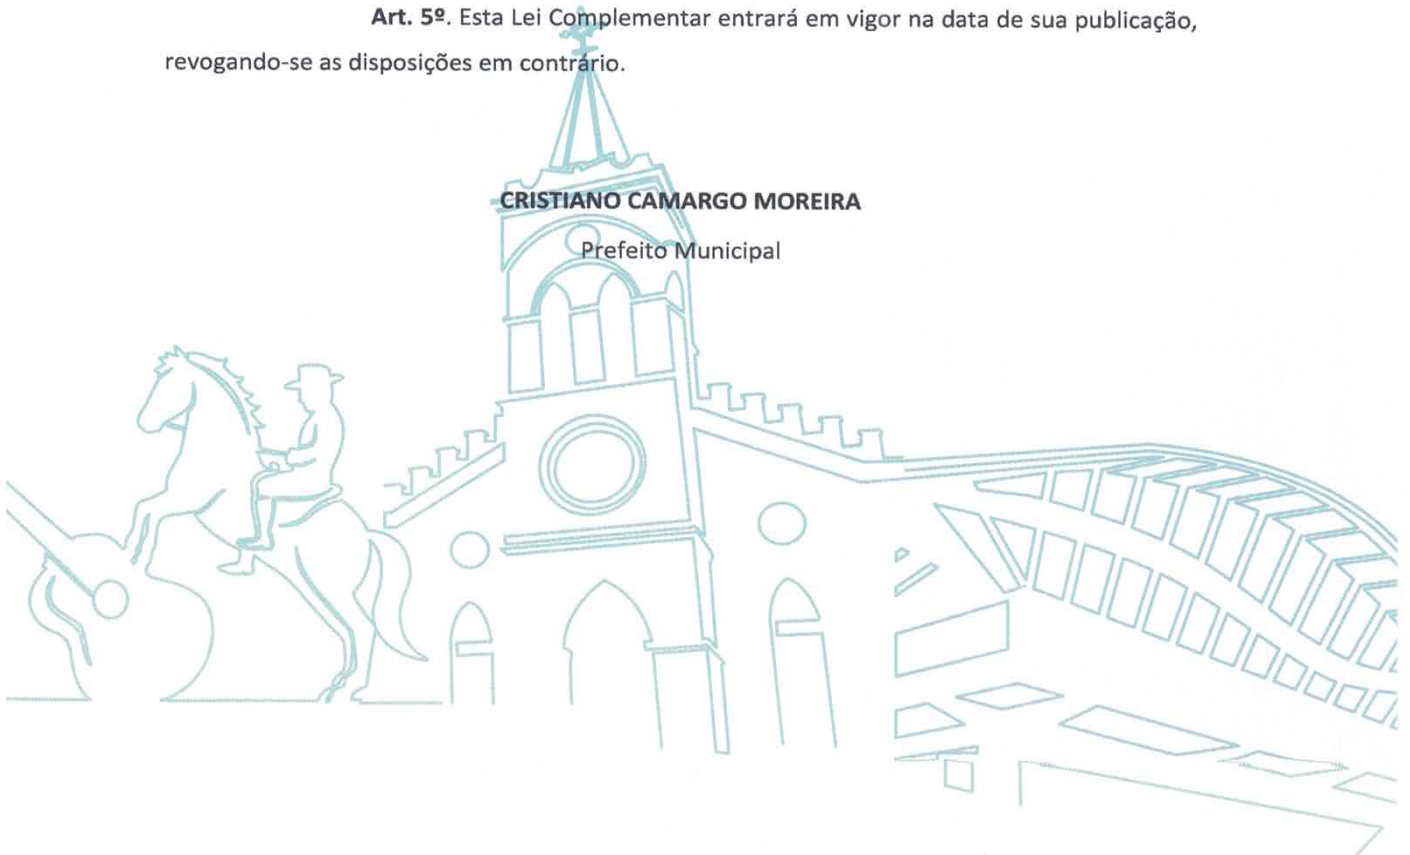 Art. 5º. Esta Lei Complementar entrará em vigor na data de sua publicação,
revogando-se as disposições em contrário.
CRISTIANO CAMARGO MOREIRA
Prefeito Municipal